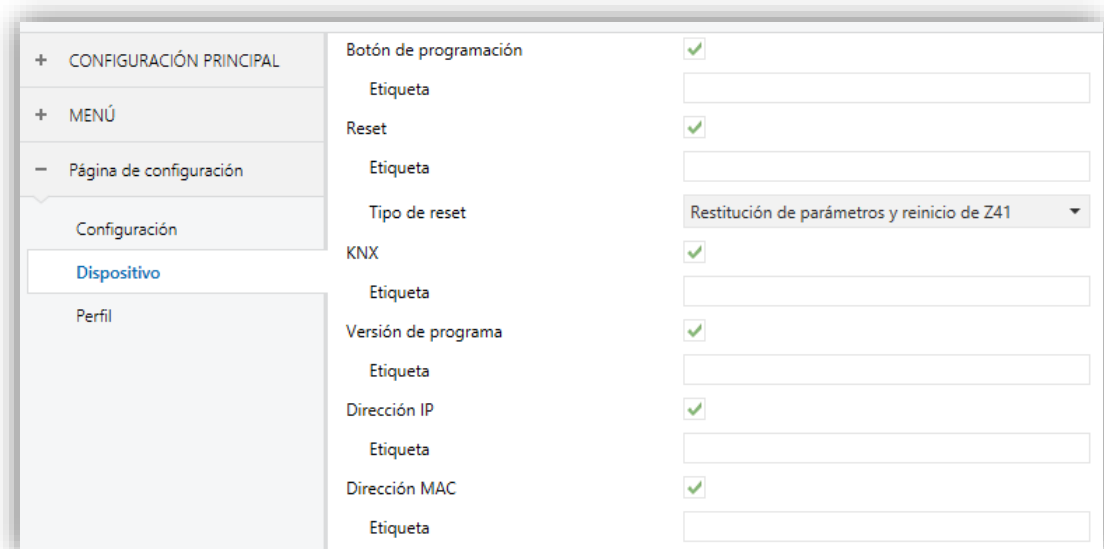 CONFIGURACIÓN PRINCIPAL
MENÚ
Página de configuración
Configuración
Dispositivo
Perfil
Botón de programación
Etiqueta
Reset
Etiqueta
Tipo de reset Restitución de parámetros y reinicio de Z41
KNX
Etiqueta
Versión de programa
Etiqueta
Dirección IP
Etiqueta
Dirección MAC
Etiqueta